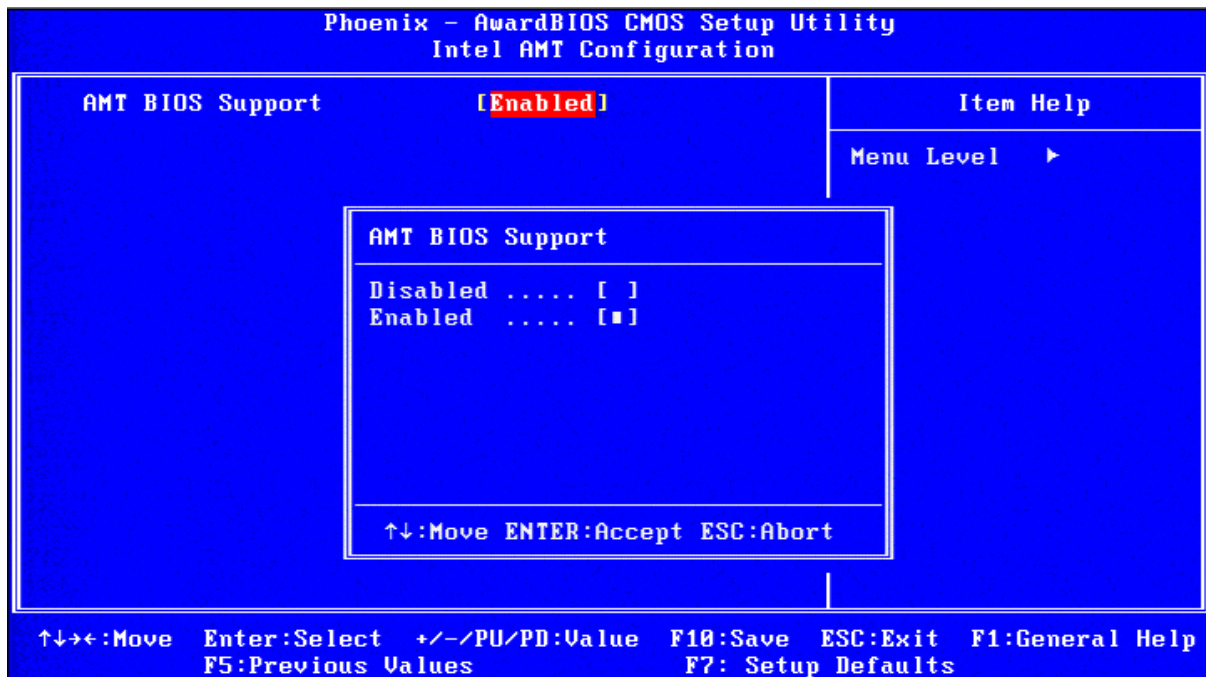 Phoenix - AwardBIOS CMOS Setup Utility
Intel AMT Configuration
AMT BIOS Support [Enabled]
Item Help
Menu Level ►
AMT BIOS Support
Disabled ..... [ ]
Enabled ..... [■]
↑↓:Move ENTER:Accept ESC:Abort
↑↓→←:Move Enter:Select +/-/PU/PD:Value F10:Save ESC:Exit F1:General Help
F5:Previous Values F7: Setup Defaults